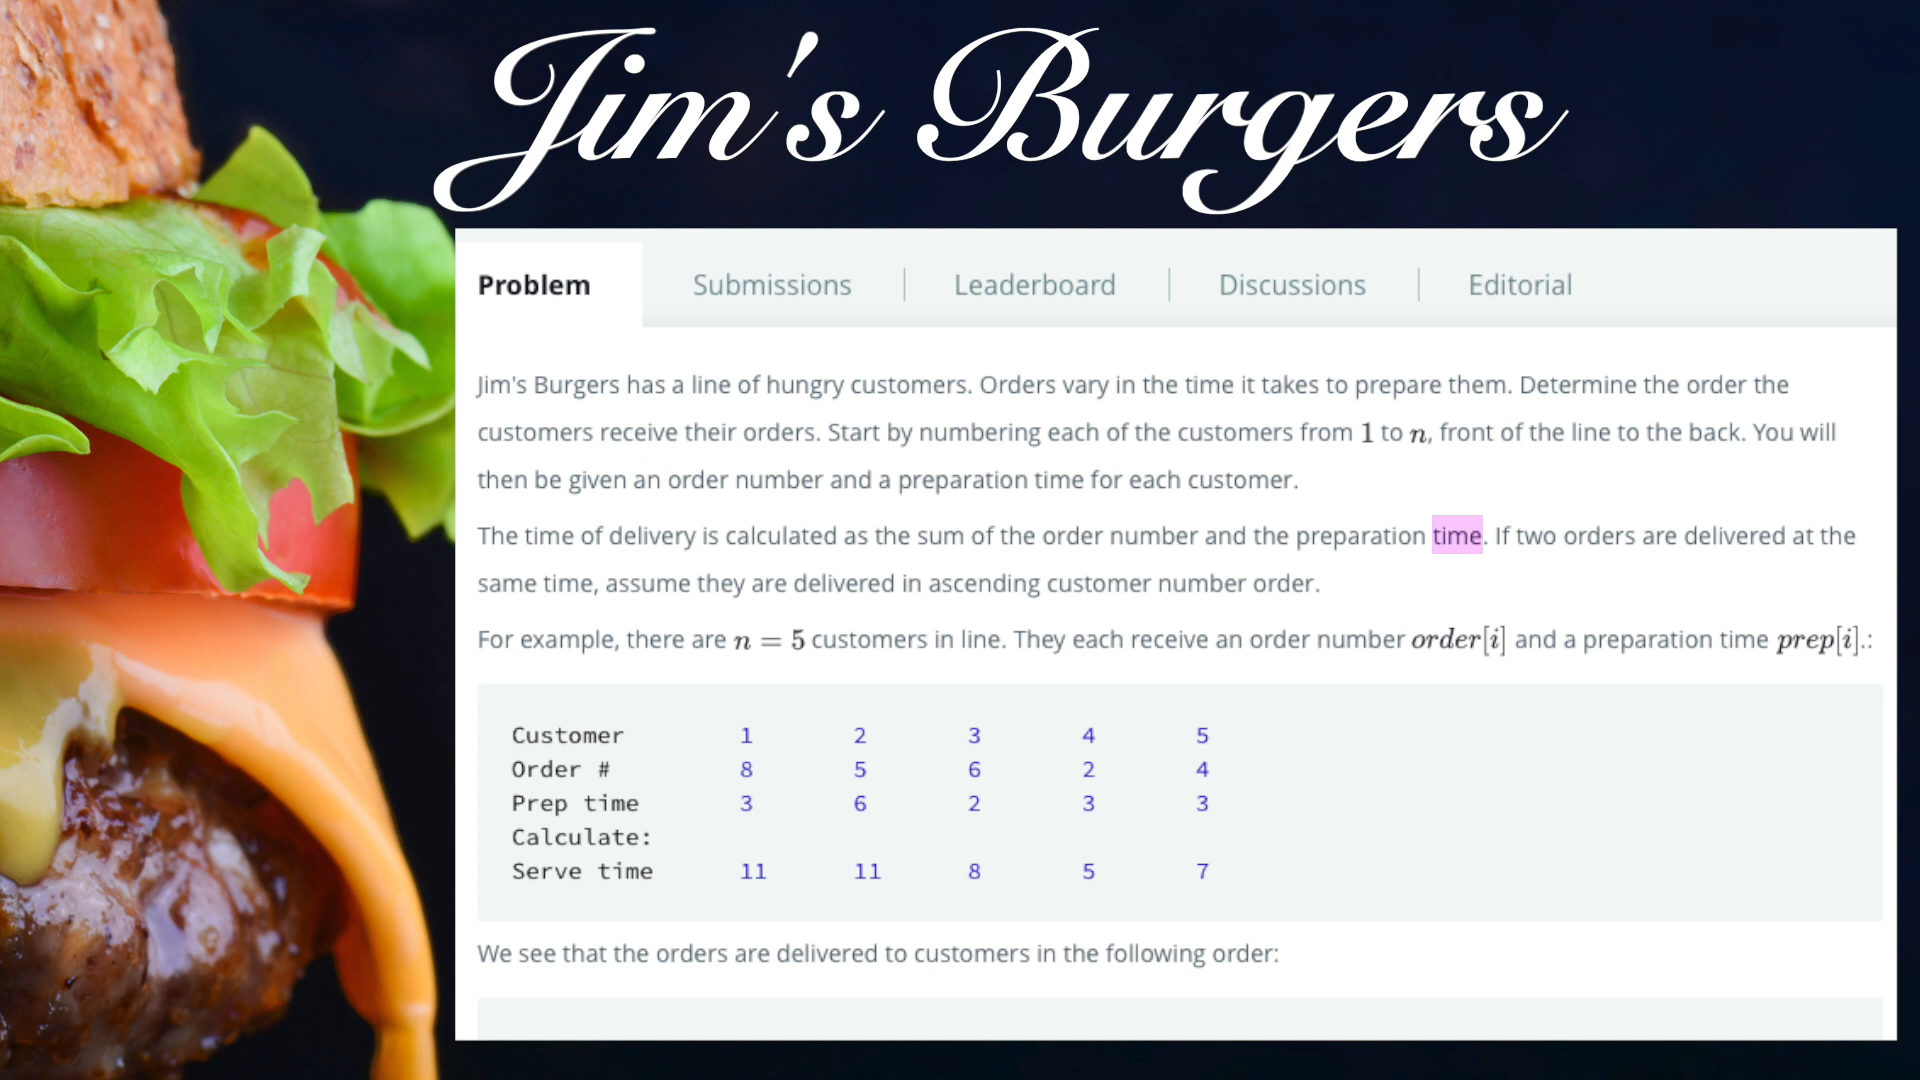 Jim's Burgers
Problem
Submissions
Leaderboard
Discussions
Editorial
Jim's Burgers has a line of hungry customers. Orders vary in the time it takes to prepare them. Determine the order the
customers receive their orders. Start by numbering each of the customers from 1 to n, front of the line to the back. You will
then be given an order number and a preparation time for each customer.
The time of delivery is calculated as the sum of the order number and the preparation time. If two orders are delivered at the
same time, assume they are delivered in ascending customer number order.
For example, there are n = 5 customers in line. They each receive an order number order[i] and a preparation time prep[i].:
Customer 1 2 3 4 5
Order # 8 5 6 2 4
Prep time 3 6 2 3 3
Calculate:
Serve time 11 11 8 5 7
We see that the orders are delivered to customers in the following order: